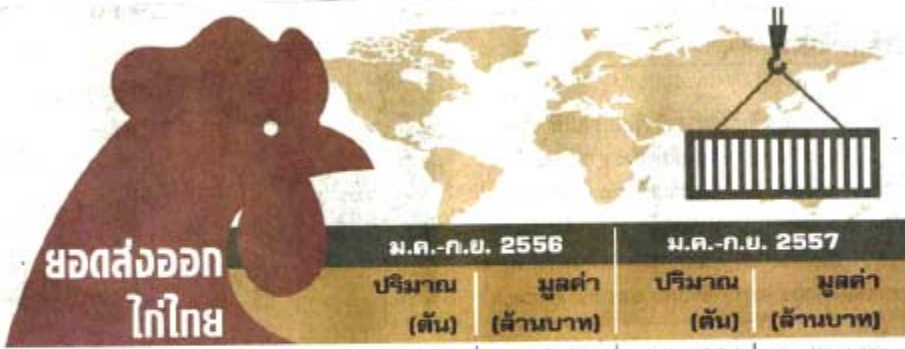 ยอดส่งออก
ไก่ไทย
ม.ค.-ก.ย. 2556 ม.ค.-ก.ย. 2557
ปริมาณ มูลค่า ปริมาณ มูลค่า
(ตัน) (ล้านบาท) (ตัน) (ล้านบาท)